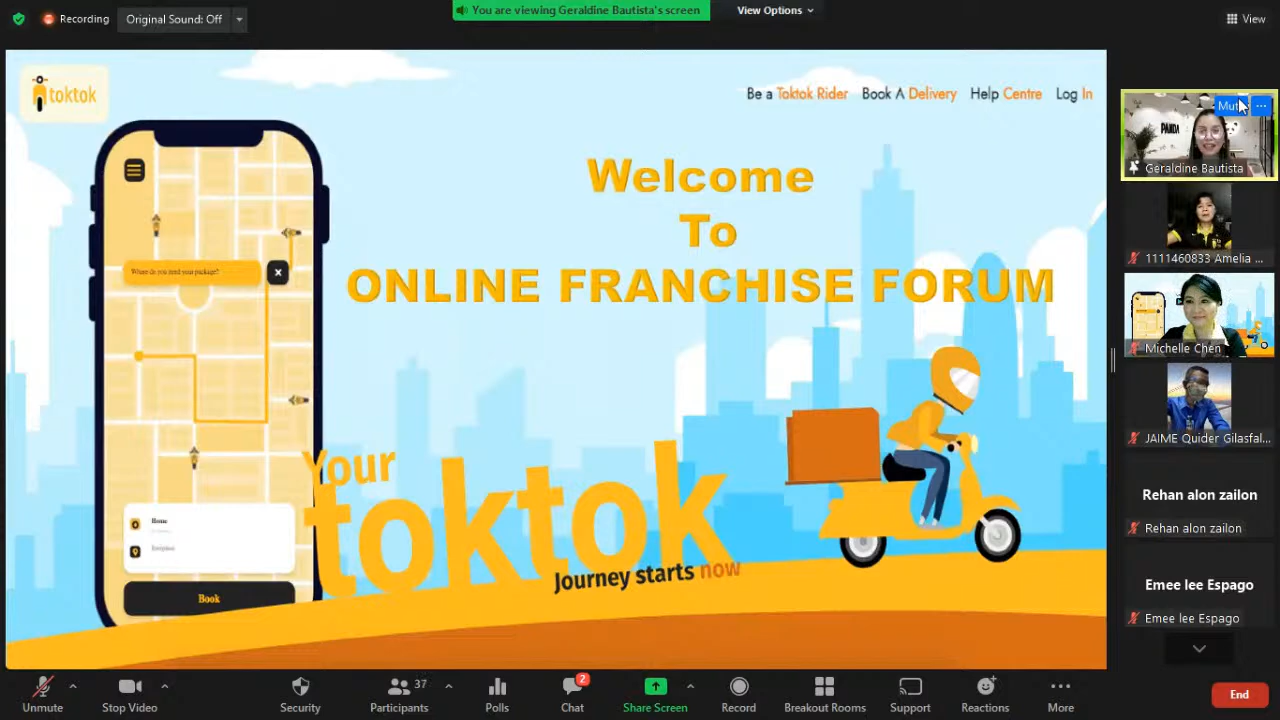 Recording
Original Sound: Off
You are viewing Geraldine Bautista's screen
View Options
View
toktok
Be a Toktok Rider
Book A Delivery
Help Centre
Log In
Welcome
To
ONLINE FRANCHISE FORUM
Where do you send your package?
Home
Book
Your
toktok
Journey starts now
PANDA
Geraldine Bautista
1111460833 Amelia ...
Michelle Chen
JAIME Quider Gilasfal...
Rehan alon zailon
Rehan alon zailon
Emee lee Espago
Emee lee Espago
Unmute
Stop Video
Security
37
Participants
Polls
2
Chat
Share Screen
Record
Breakout Rooms
Support
Reactions
More
End